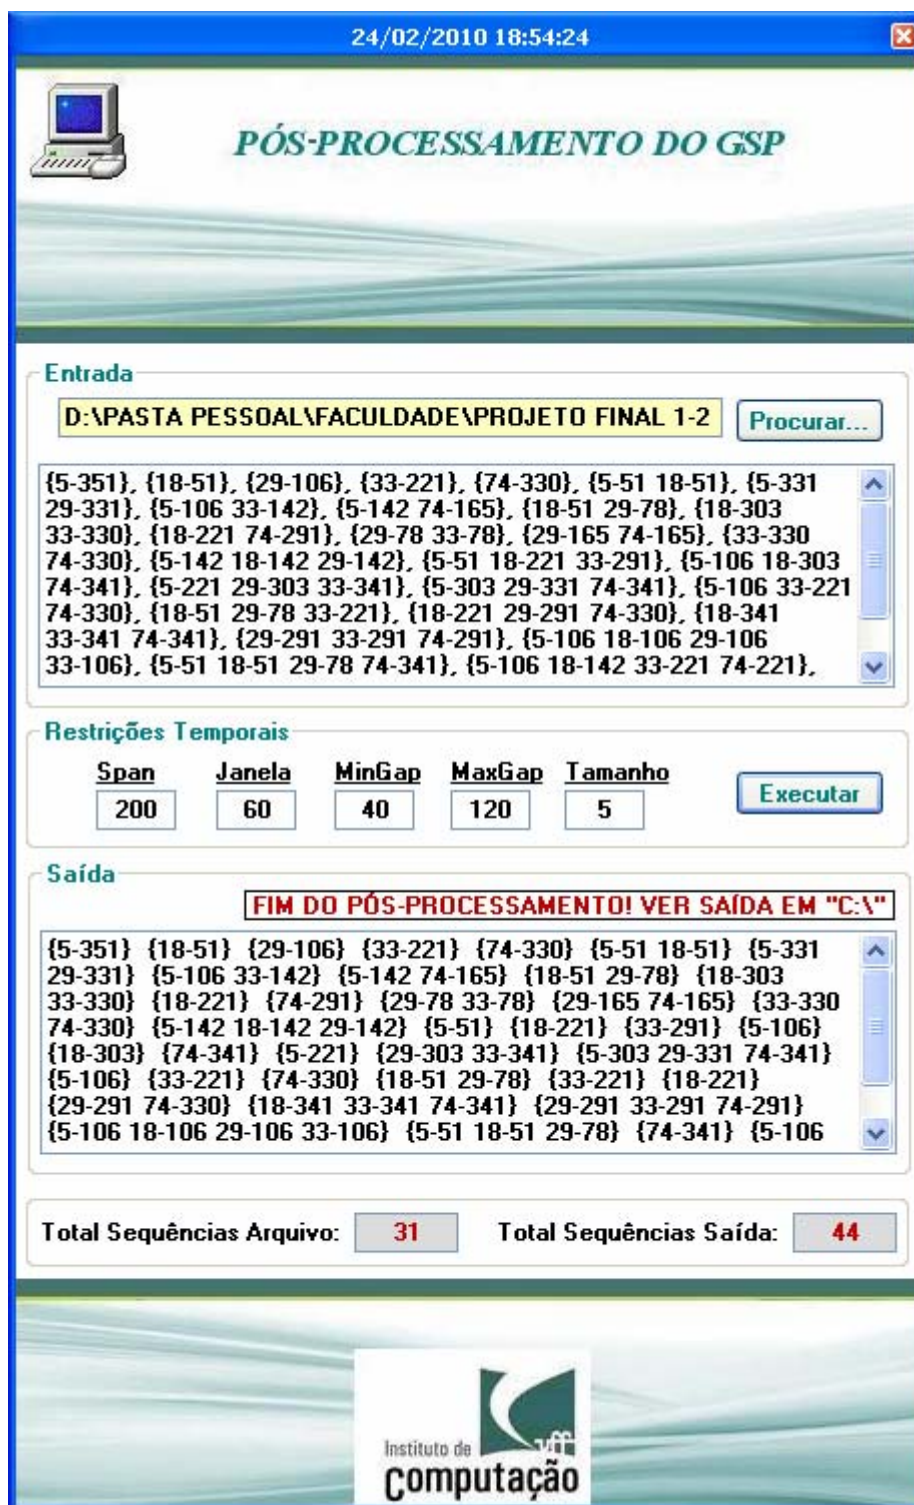 24/02/2010 18:54:24
PÓS-PROCESSAMENTO DO GSP
Entrada
D:\PASTA PESSOAL\FACULDADE\PROJETO FINAL 1-2
Procurar...
{5-351}, {18-51}, {29-106}, {33-221}, {74-330}, {5-51 18-51}, {5-331
29-331}, {5-106 33-142}, {5-142 74-165}, {18-51 29-78}, {18-303
33-330}, {18-221 74-291}, {29-78 33-78}, {29-165 74-165}, {33-330
74-330}, {5-142 18-142 29-142}, {5-51 18-221 33-291}, {5-106 18-303
74-341}, {5-221 29-303 33-341}, {5-303 29-331 74-341}, {5-106 33-221
74-330}, {18-51 29-78 33-221}, {18-221 29-291 74-330}, {18-341
33-341 74-341}, {29-291 33-291 74-291}, {5-106 18-106 29-106
33-106}, {5-51 18-51 29-78 74-341}, {5-106 18-142 33-221 74-221},
Restrições Temporais
Span Janela MinGap MaxGap Tamanho
200 60 40 120 5
Executar
Saída
FIM DO PÓS-PROCESSAMENTO! VER SAÍDA EM "C:\"
{5-351} {18-51} {29-106} {33-221} {74-330} {5-51 18-51} {5-331
29-331} {5-106 33-142} {5-142 74-165} {18-51 29-78} {18-303
33-330} {18-221} {74-291} {29-78 33-78} {29-165 74-165} {33-330
74-330} {5-142 18-142 29-142} {5-51} {18-221} {33-291} {5-106}
{18-303} {74-341} {5-221} {29-303 33-341} {5-303 29-331 74-341}
{5-106} {33-221} {74-330} {18-51 29-78} {33-221} {18-221}
{29-291 74-330} {18-341 33-341 74-341} {29-291 33-291 74-291}
{5-106 18-106 29-106 33-106} {5-51 18-51 29-78} {74-341} {5-106
Total Sequências Arquivo: 31 Total Sequências Saída: 44
Instituto de
uff
computação